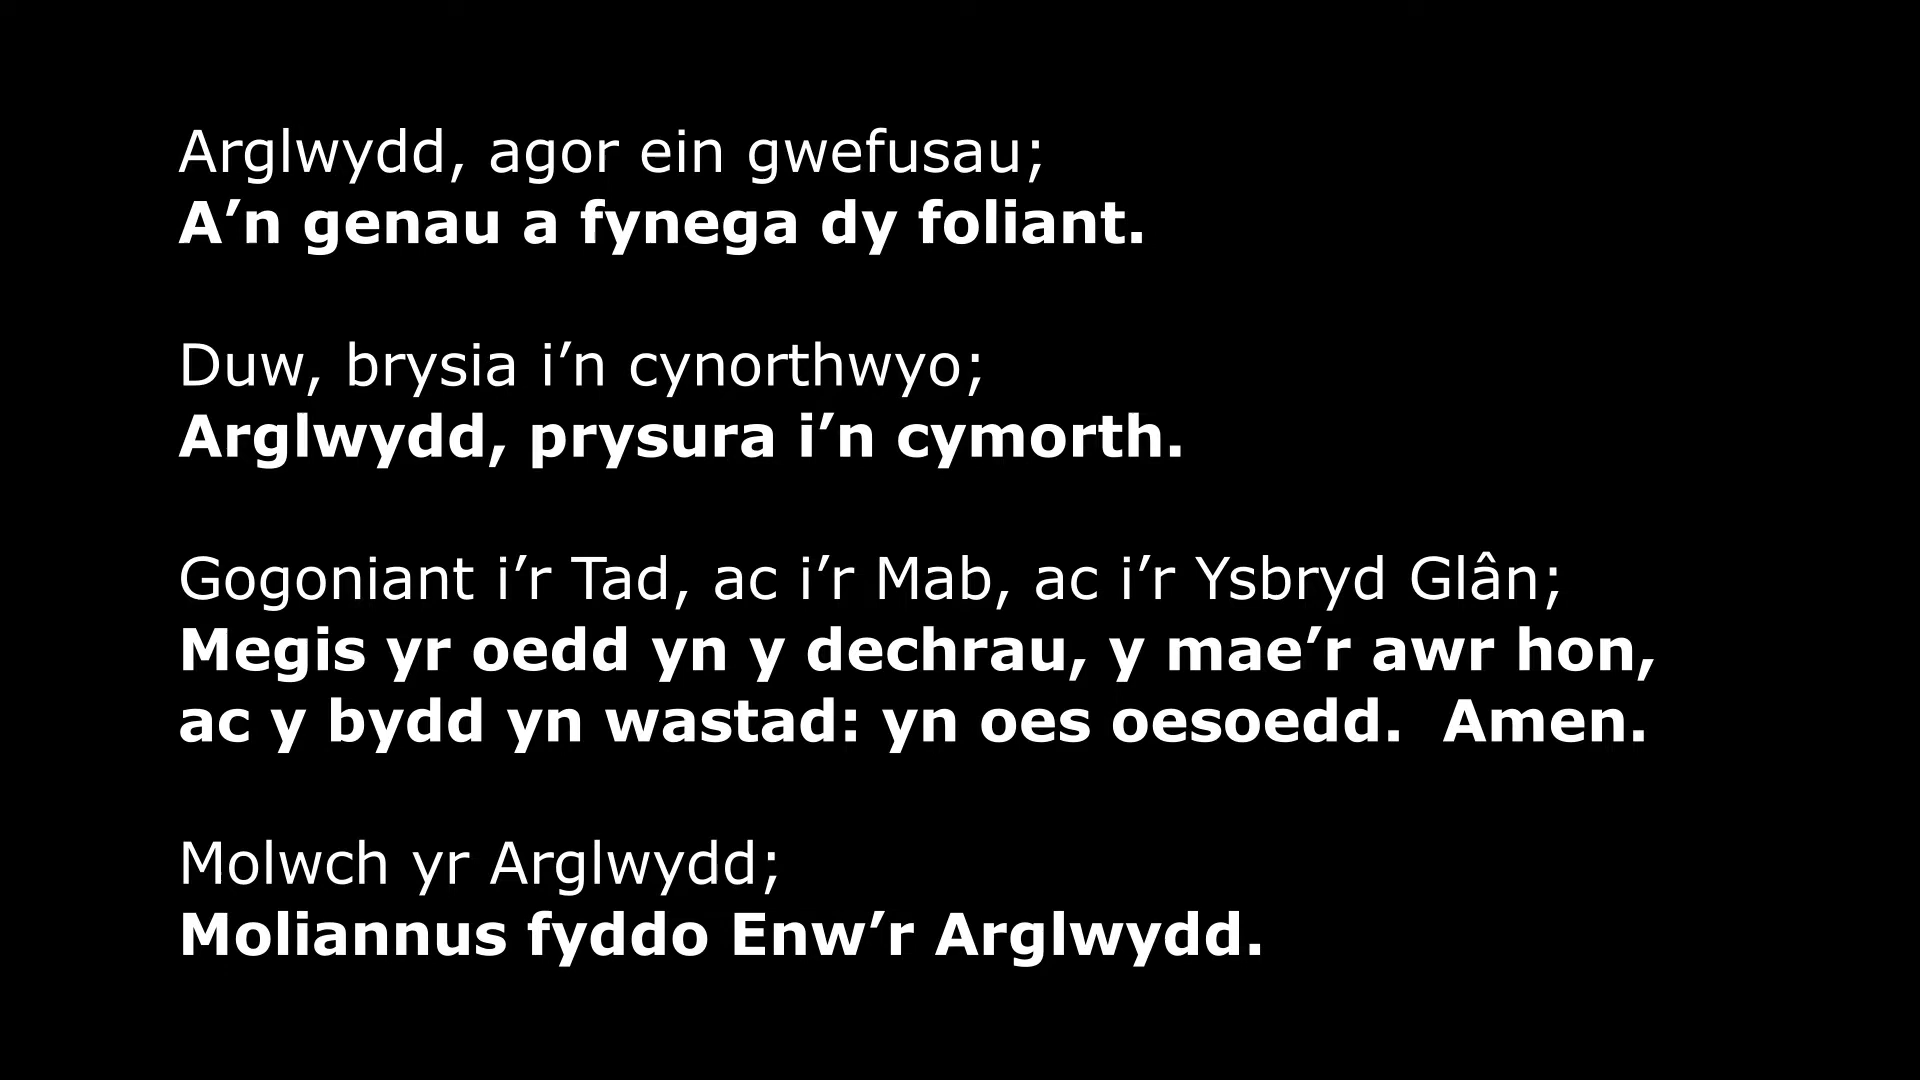 Arglwydd, agor ein gwefusau;
A’n genau a fynega dy foliant.
Duw, brysia i’n cynorthwyo;
Arglwydd, prysura i’n cymorth.
Gogoniant i’r Tad, ac i’r Mab, ac i’r Ysbryd Glân;
Megis yr oedd yn y dechrau, y mae’r awr hon,
ac y bydd yn wastad: yn oes oesoedd.  Amen.
Molwch yr Arglwydd;
Moliannus fyddo Enw’r Arglwydd.